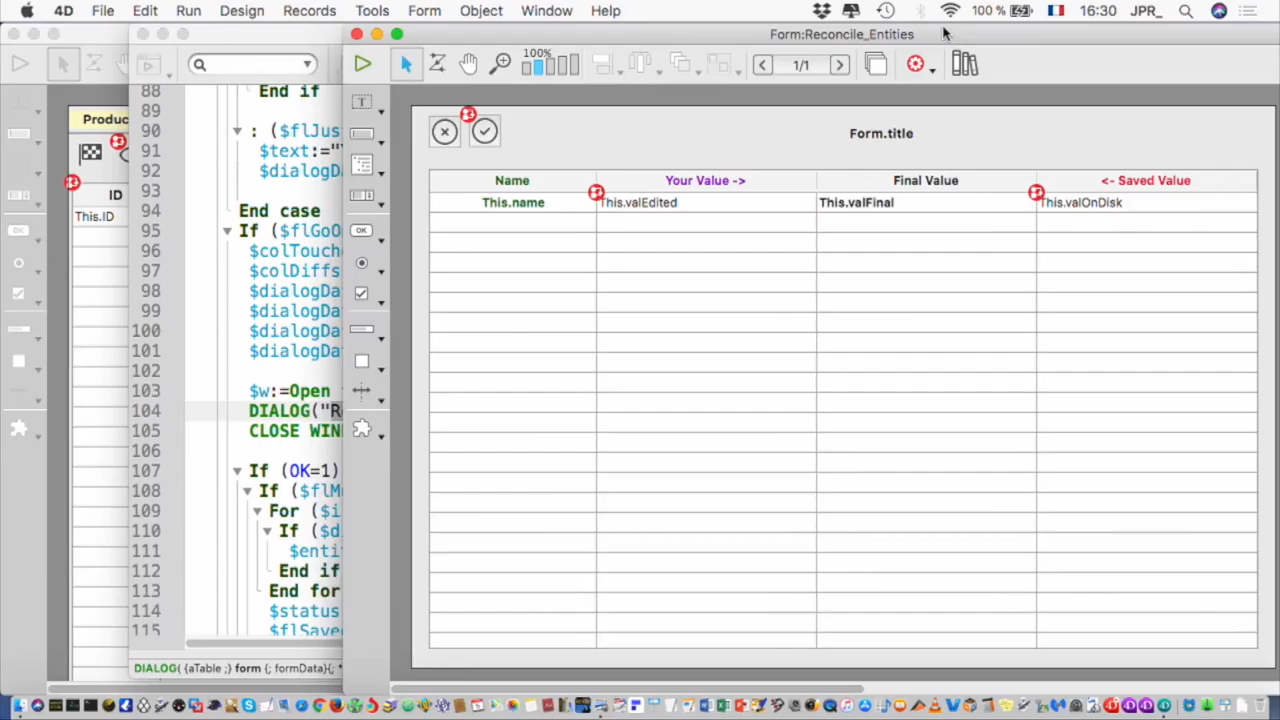 4D File Edit Run Design Records Tools Form Object Window Help 100 % 16:30 JPR_
Form:Reconcile_Entities
100%
1/1
88 End if
89
90 : ($flJus
91 $text:="
92 $dialogDa
93
94 End case
95 If ($flGoO
96 $colTouch
97 $colDiffs
98 $dialogDa
99 $dialogDa
100 $dialogDa
101 $dialogDa
102
103 $w:=Open
104 DIALOG("R
105 CLOSE WIN
106
107 If (OK=1)
108 If ($flM
109 For ($i
110 If ($d
111 $enti
112 End if
113 End for
114 $status
115 $flSave
DIALOG( {aTable ;} form {; formData}{; *
Produc
ID
This.ID
T
OK
Form.title
Name Your Value -> Final Value <- Saved Value
This.name This.valEdited This.valFinal This.valOnDisk